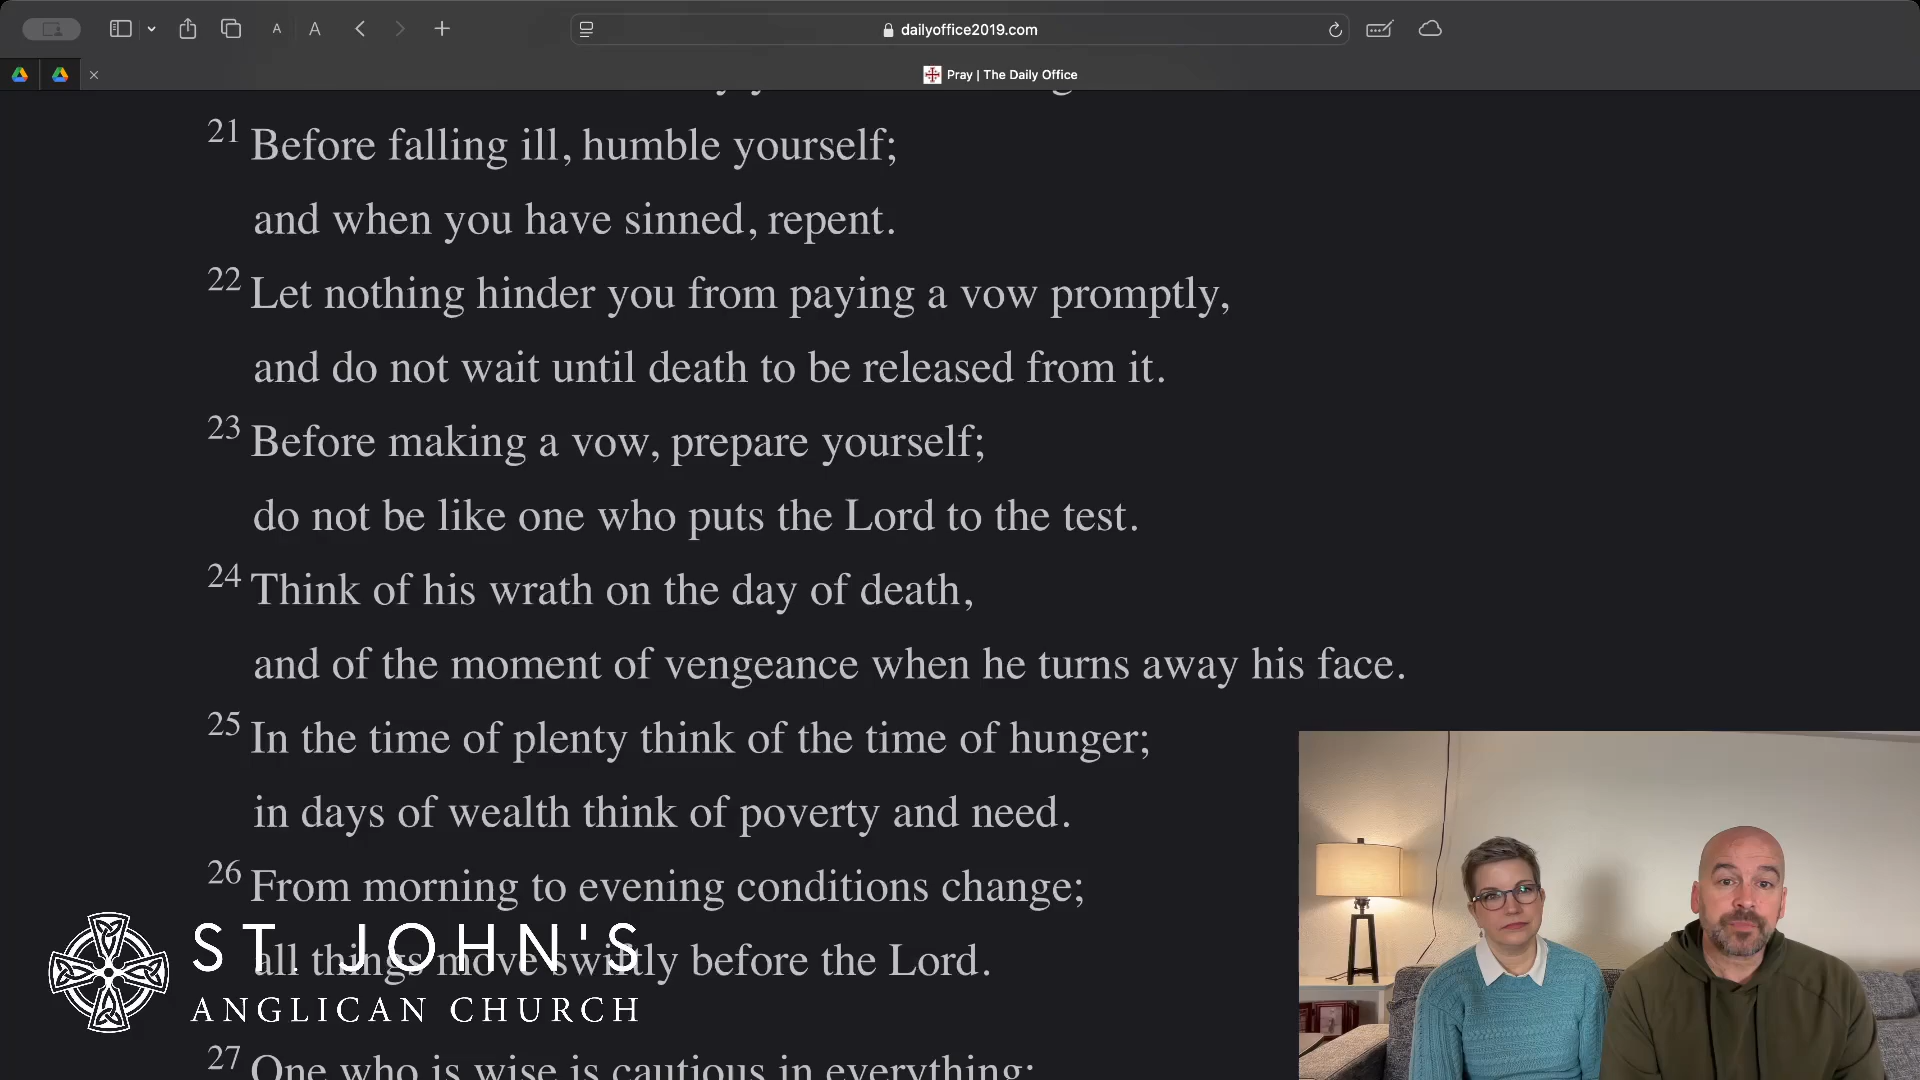 A A
dailyoffice2019.com
Pray | The Daily Office
21 Before falling ill, humble yourself;
and when you have sinned, repent.
22 Let nothing hinder you from paying a vow promptly,
and do not wait until death to be released from it.
23 Before making a vow, prepare yourself;
do not be like one who puts the Lord to the test.
24 Think of his wrath on the day of death,
and of the moment of vengeance when he turns away his face.
25 In the time of plenty think of the time of hunger;
in days of wealth think of poverty and need.
26 From morning to evening conditions change;
all things move swiftly before the Lord.
ST. JOHN'S
ANGLICAN CHURCH
27 One who is wise is cautious in everything;